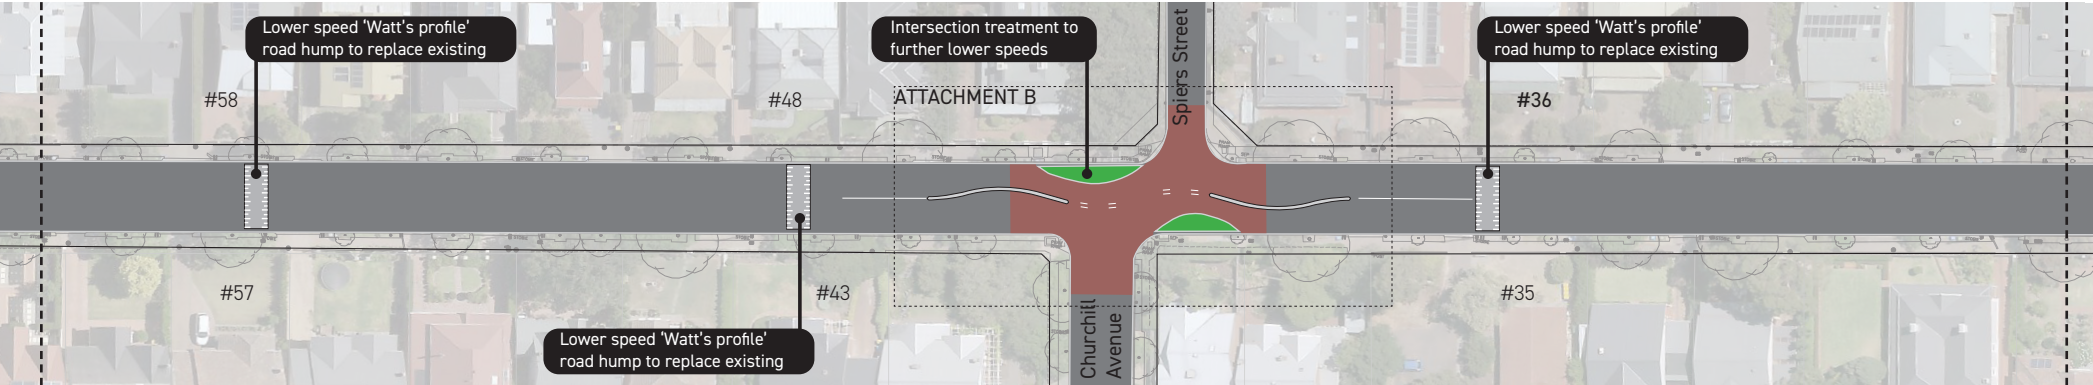 Lower speed ‘Watt’s profile’
road hump to replace existing
Intersection treatment to
further lower speeds
Spiers Street
Lower speed ‘Watt’s profile’
road hump to replace existing
#58
#48
ATTACHMENT B
#36
#57
#43
#35
Lower speed ‘Watt’s profile’
road hump to replace existing
Churchill
Avenue